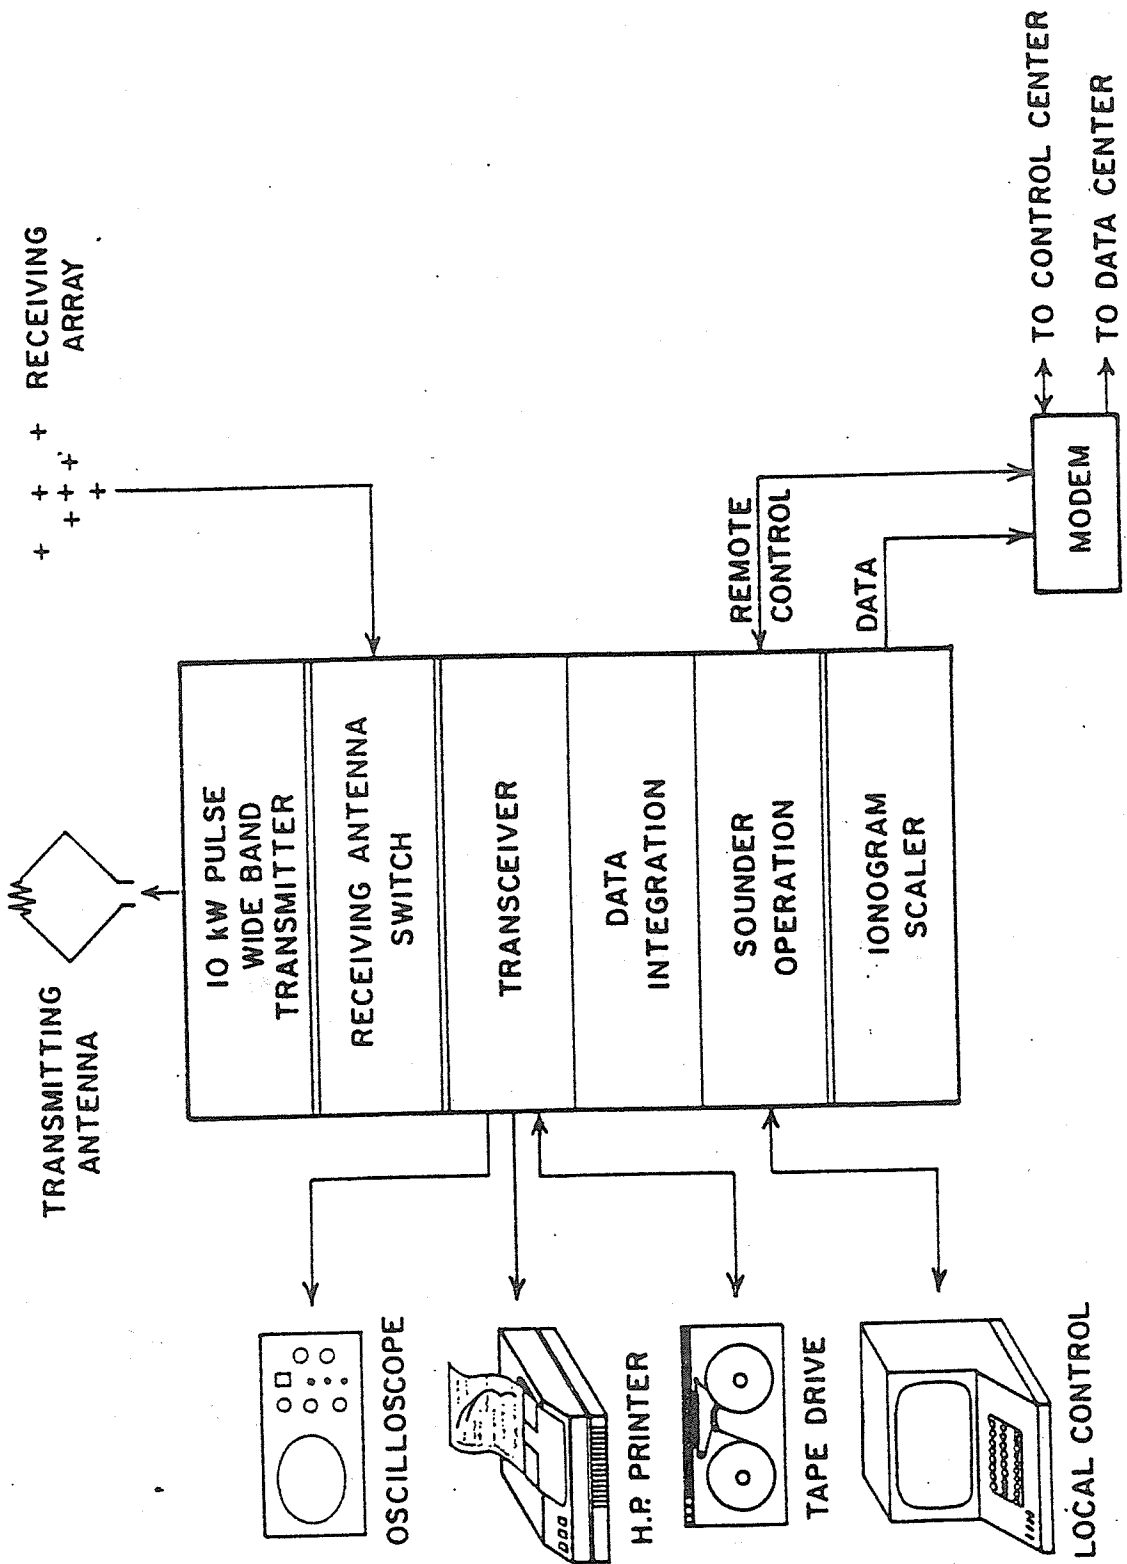 TRANSMITTING
ANTENNA
+ RECEIVING
ARRAY
10 kW PULSE
WIDE BAND
TRANSMITTER
RECEIVING ANTENNA
SWITCH
TRANSCEIVER
DATA
INTEGRATION
SOUNDER
OPERATION
IONOGRAM
SCALER
OSCILLOSCOPE
H.P. PRINTER
TAPE DRIVE
LOCAL CONTROL
REMOTE
CONTROL
DATA
MODEM
TO CONTROL CENTER
TO DATA CENTER